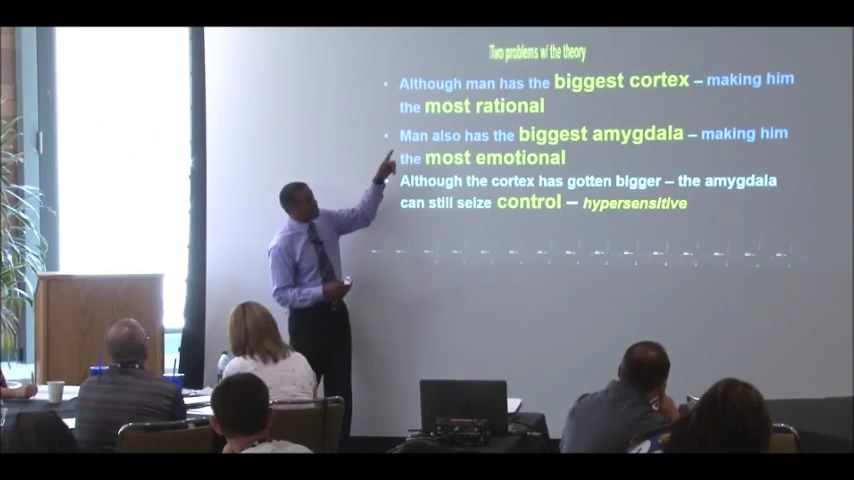 Two problems w/ the theory
• Although man has the biggest cortex – making him
the most rational
• Man also has the biggest amygdala – making him
the most emotional
• Although the cortex has gotten bigger – the amygdala
can still seize control – hypersensitive